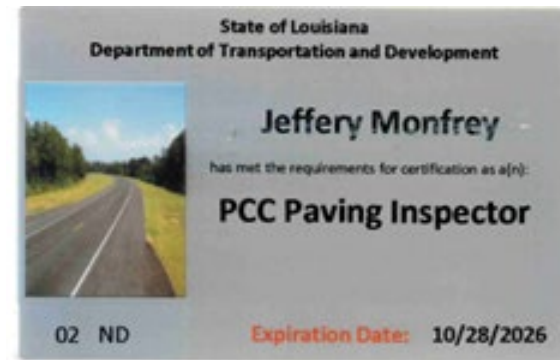 State of Louisiana
Department of Transportation and Development
Jeffery Monfrey
has met the requirements for certification as a(n):
PCC Paving Inspector
02 ND
Expiration Date: 10/28/2026